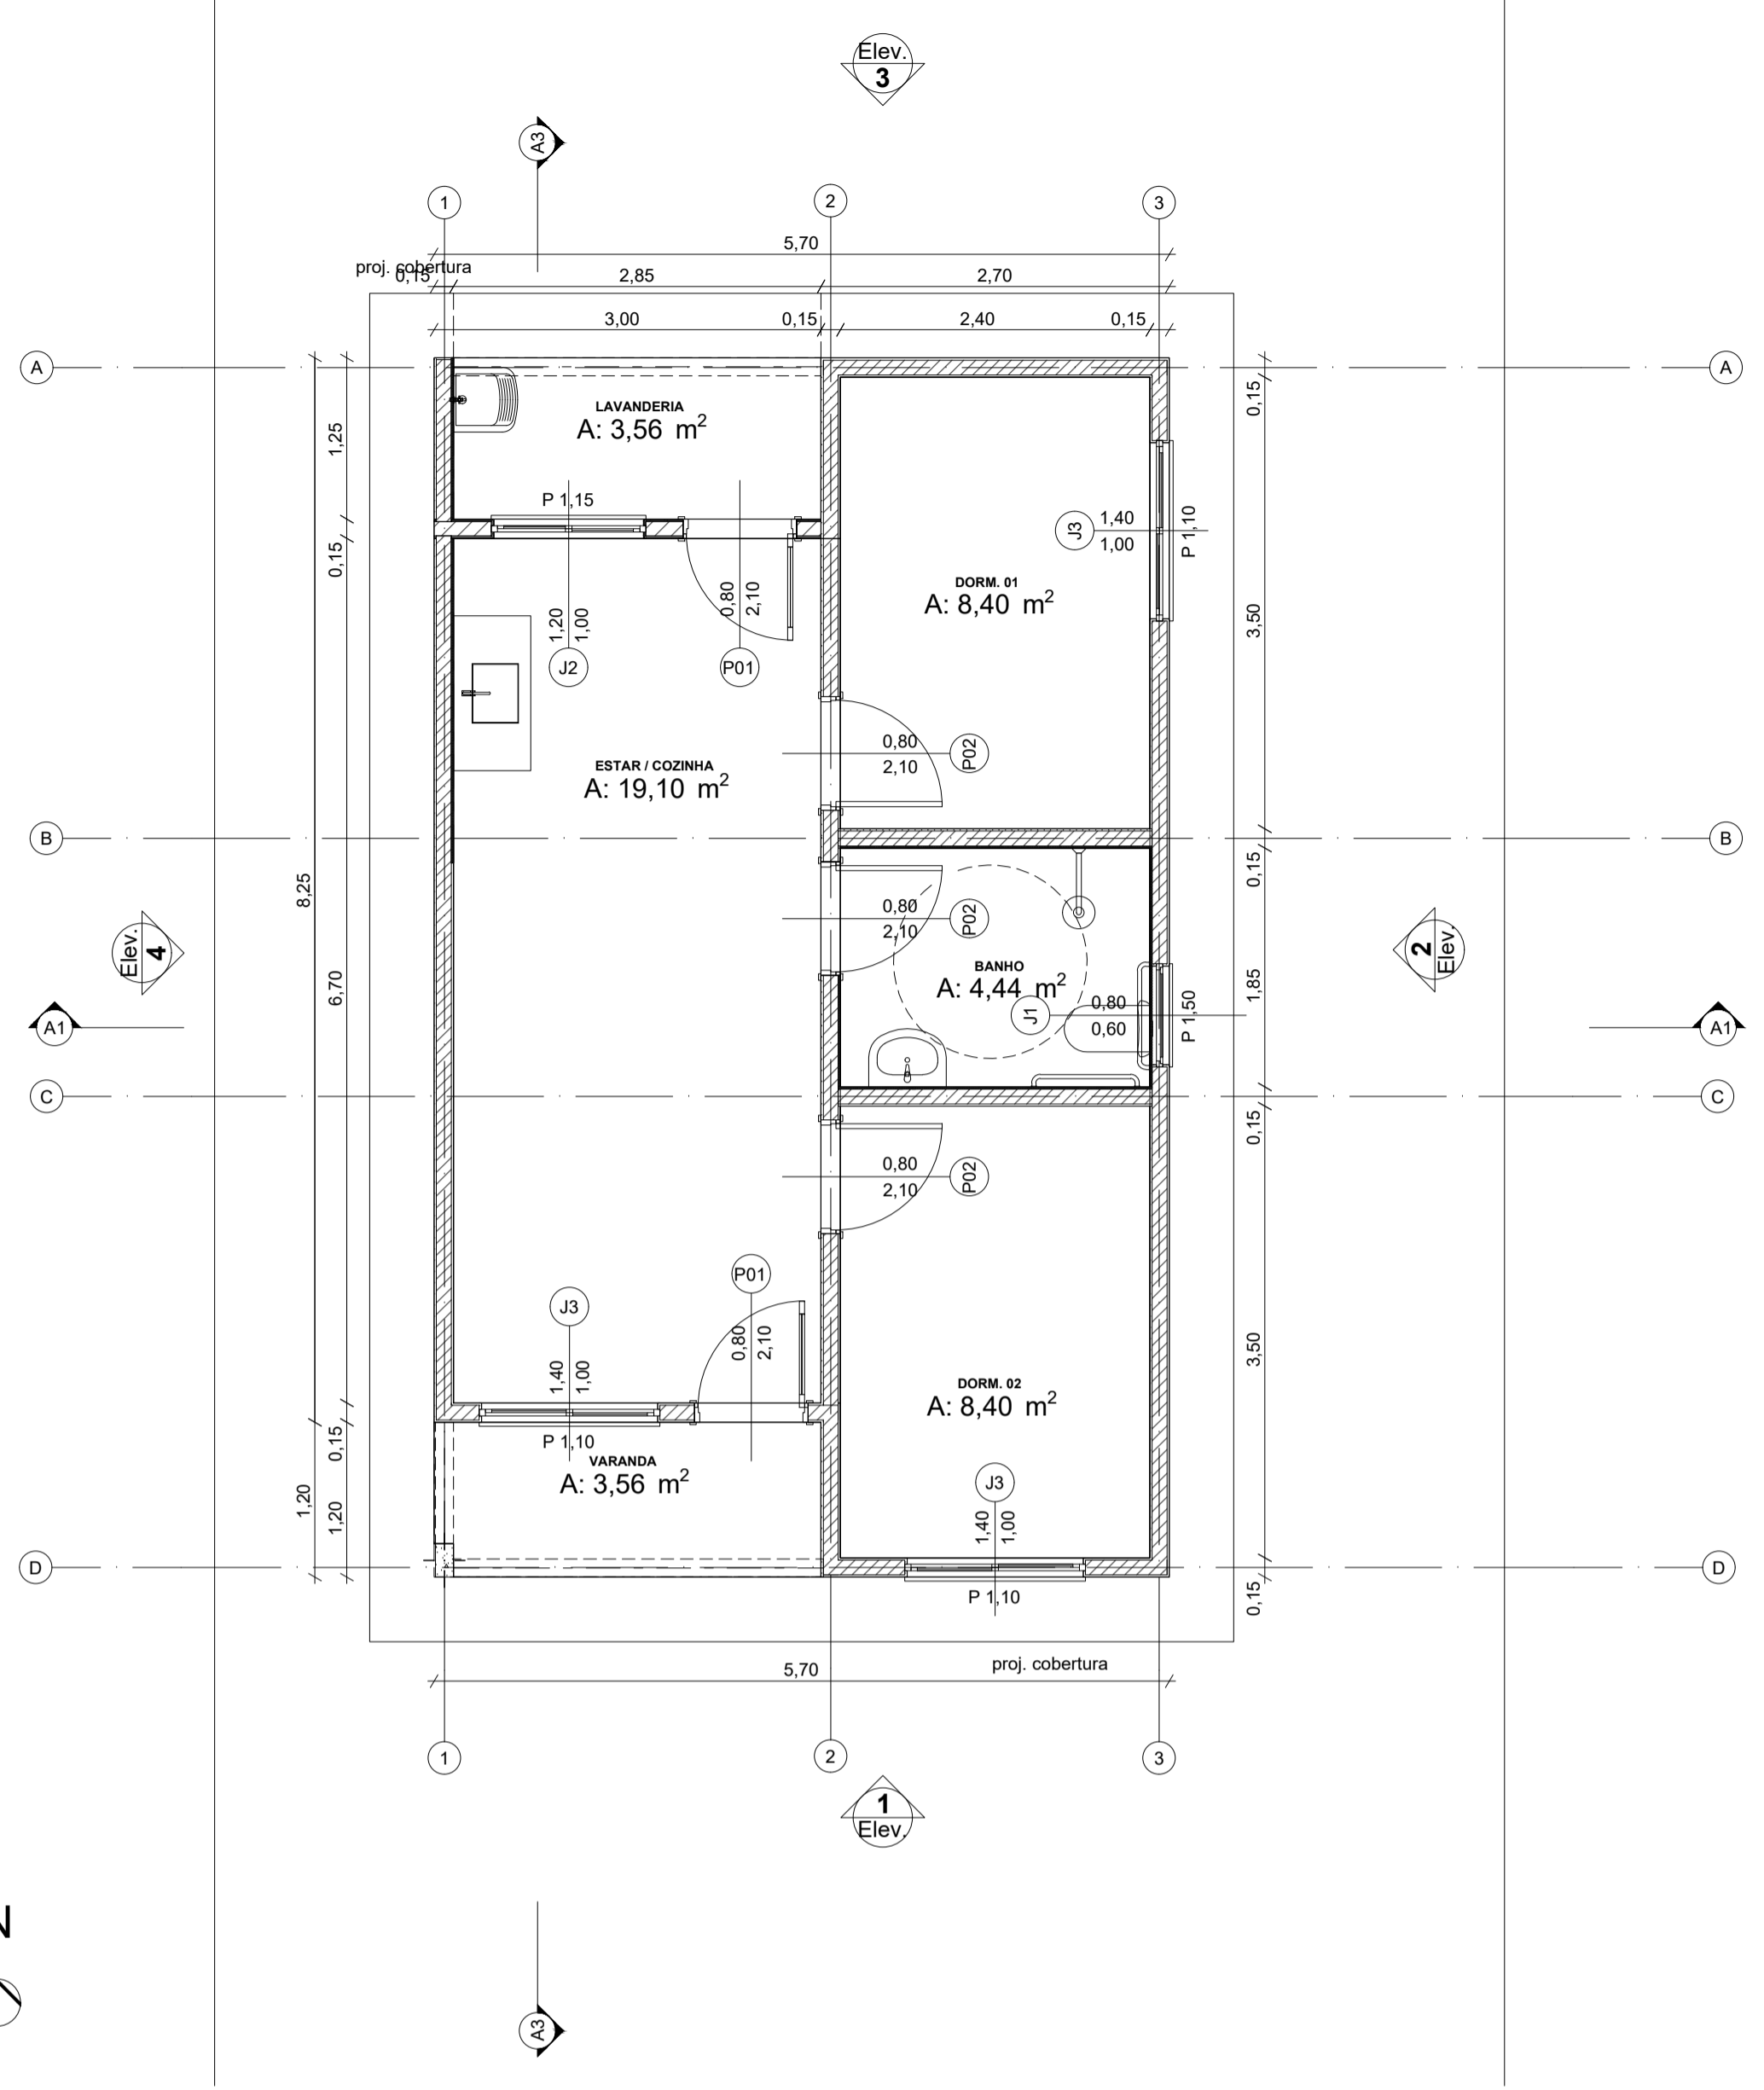 Elev.
3
A3
1
2
3
5,70
proj. cobertura
0,15
2,85
2,70
3,00
0,15
2,40
0,15
A
A
LAVANDERIA
A: 3,56 m²
1,25
0,15
0,15
P 1,15
J3
1,40
1,00
P 1,10
DORM. 01
A: 8,40 m²
1,20
1,00
J2
0,80
2,10
P01
3,50
0,80
2,10
P02
ESTAR / COZINHA
A: 19,10 m²
B
B
8,25
0,15
0,80
2,10
P02
Elev.
4
2
Elev.
BANHO
A: 4,44 m²
6,70
J1
0,80
0,60
P 1,50
1,85
A1
A1
C
C
0,15
0,80
2,10
P02
P01
0,80
2,10
J3
1,40
1,00
3,50
DORM. 02
A: 8,40 m²
0,15
P 1,10
VARANDA
A: 3,56 m²
1,20
1,20
J3
1,40
1,00
D
D
P 1,10
0,15
5,70
proj. cobertura
1
2
3
1
Elev.
N
A3